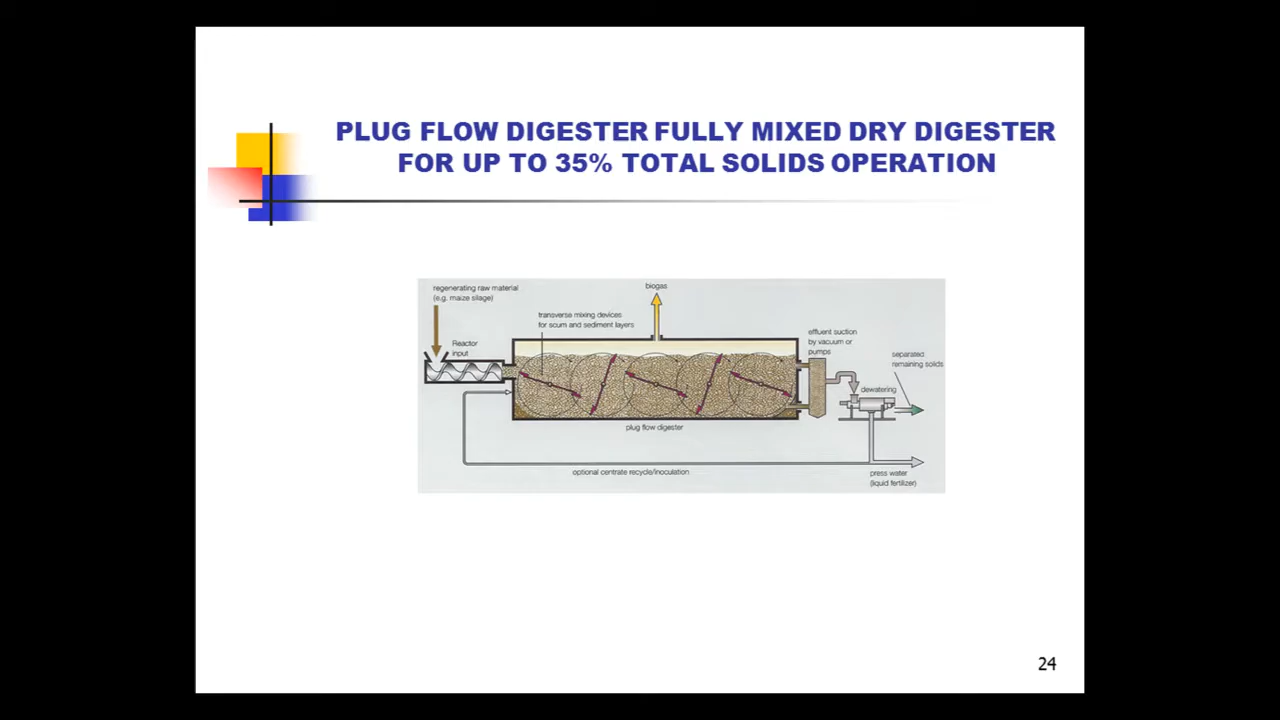 PLUG FLOW DIGESTER FULLY MIXED DRY DIGESTER
FOR UP TO 35% TOTAL SOLIDS OPERATION
regenerating raw material
(e.g. maize silage)
biogas
transverse mixing devices
for scum and sediment layers
Reactor
input
effluent suction
by vacuum or
pumps
separated
remaining solids
dewatering
plug flow digester
optional centrate recycle/inoculation
press water
(liquid fertilizer)
24